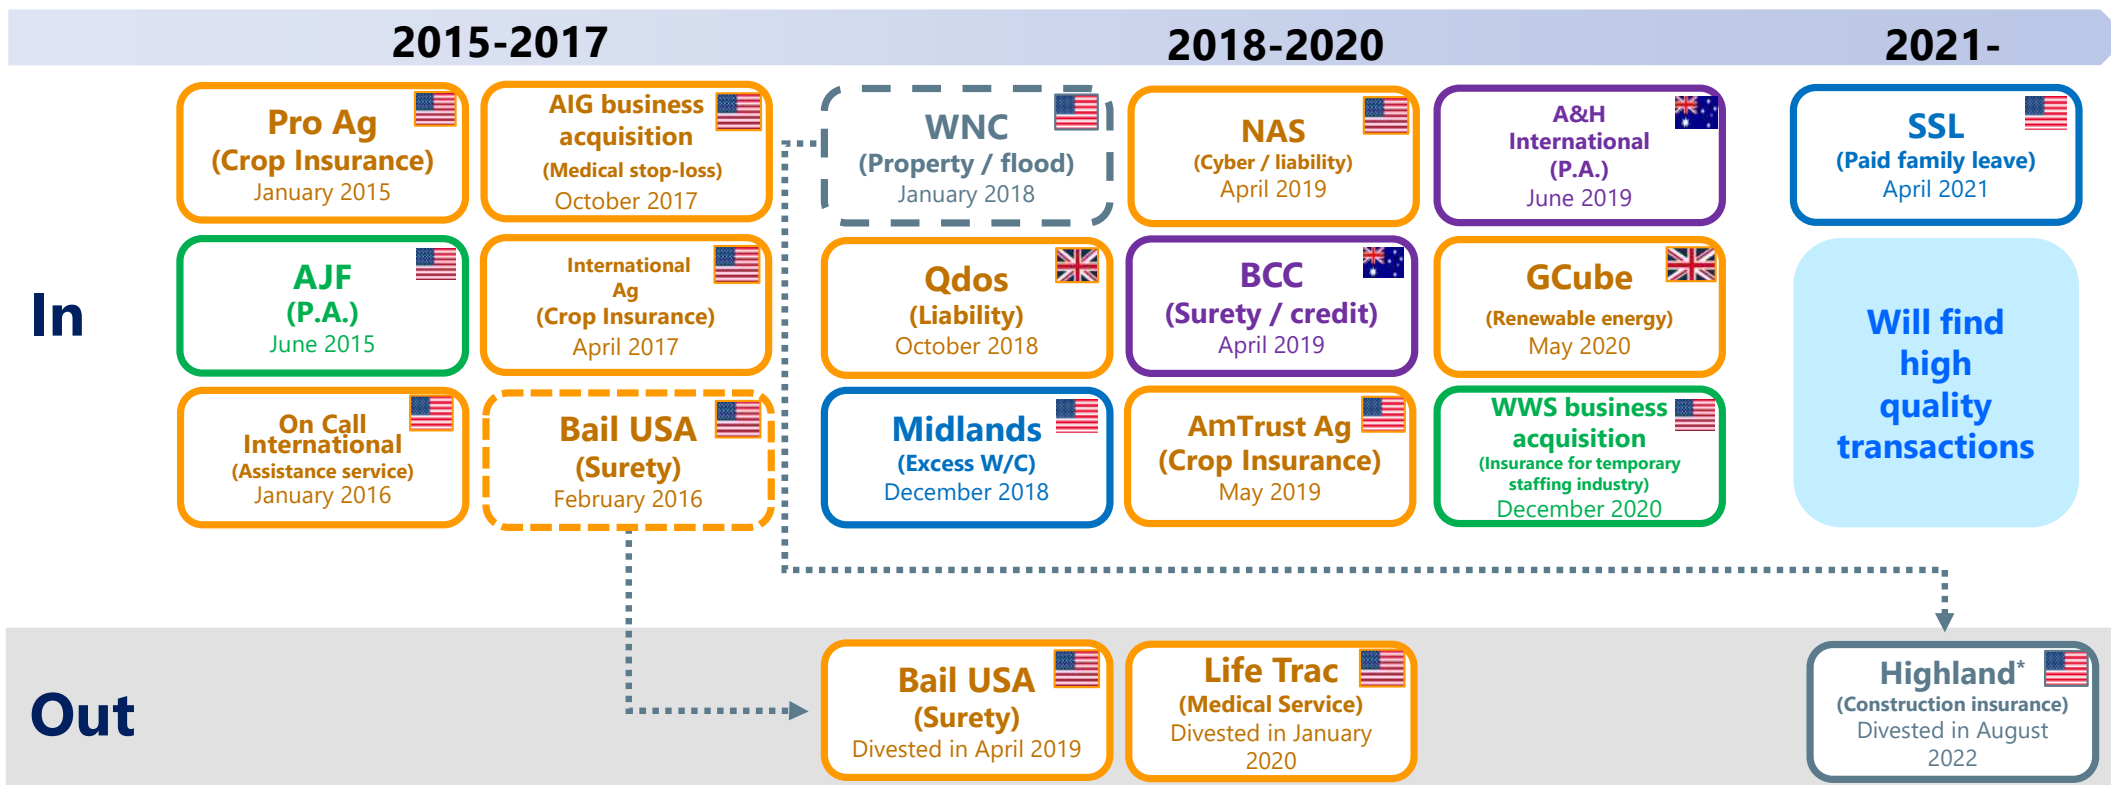 2015-2017
2018-2020
2021-
In
Pro Ag
(Crop Insurance)
January 2015
AIG business
acquisition
(Medical stop-loss)
October 2017
WNC
(Property / flood)
January 2018
NAS
(Cyber / liability)
April 2019
A&H
International
(P.A.)
June 2019
SSL
(Paid family leave)
April 2021
AJF
(P.A.)
June 2015
International
Ag
(Crop Insurance)
April 2017
Qdos
(Liability)
October 2018
BCC
(Surety / credit)
April 2019
GCube
(Renewable energy)
May 2020
Will find
high
quality
transactions
On Call
International
(Assistance service)
January 2016
Bail USA
(Surety)
February 2016
Midlands
(Excess W/C)
December 2018
AmTrust Ag
(Crop Insurance)
May 2019
WWS business
acquisition
(Insurance for temporary
staffing industry)
December 2020
Out
Bail USA
(Surety)
Divested in April 2019
Life Trac
(Medical Service)
Divested in January
2020
Highland*
(Construction insurance)
Divested in August
2022